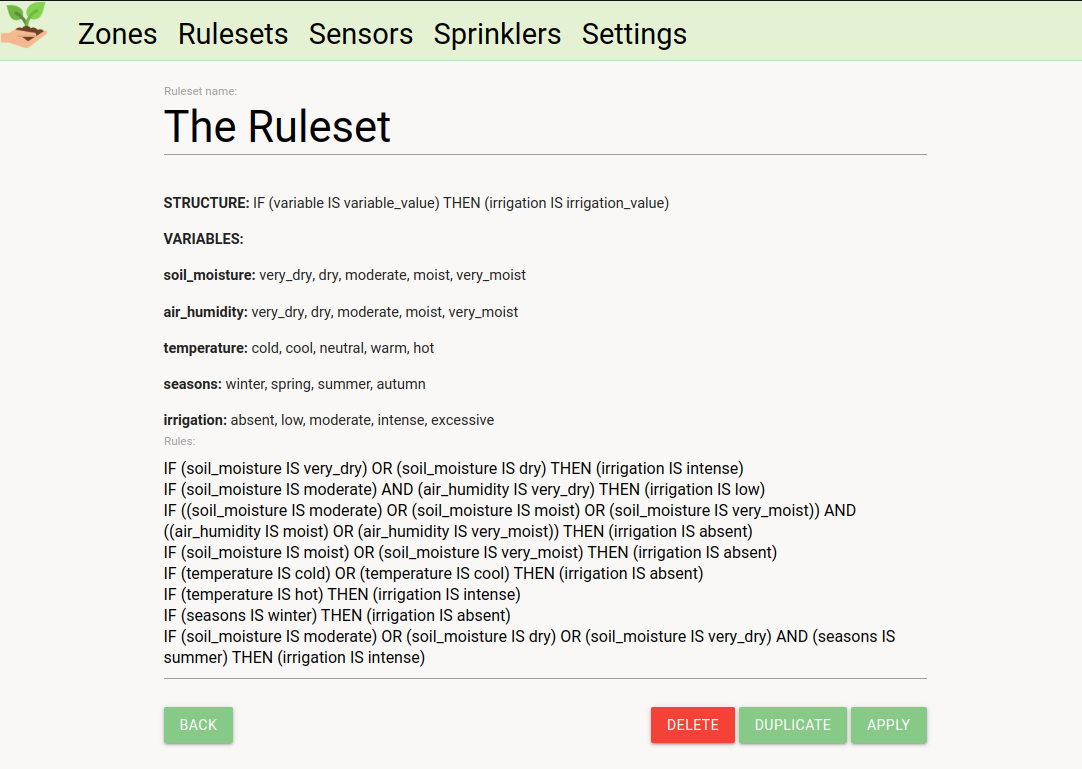 Zones Rulesets Sensors Sprinklers Settings
Ruleset name:
The Ruleset
STRUCTURE: IF (variable IS variable_value) THEN (irrigation IS irrigation_value)
VARIABLES:
soil_moisture: very_dry, dry, moderate, moist, very_moist
air_humidity: very_dry, dry, moderate, moist, very_moist
temperature: cold, cool, neutral, warm, hot
seasons: winter, spring, summer, autumn
irrigation: absent, low, moderate, intense, excessive
Rules:
IF (soil_moisture IS very_dry) OR (soil_moisture IS dry) THEN (irrigation IS intense)
IF (soil_moisture IS moderate) AND (air_humidity IS very_dry) THEN (irrigation IS low)
IF ((soil_moisture IS moderate) OR (soil_moisture IS moist) OR (soil_moisture IS very_moist)) AND
((air_humidity IS moist) OR (air_humidity IS very_moist)) THEN (irrigation IS absent)
IF (soil_moisture IS moist) OR (soil_moisture IS very_moist) THEN (irrigation IS absent)
IF (temperature IS cold) OR (temperature IS cool) THEN (irrigation IS absent)
IF (temperature IS hot) THEN (irrigation IS intense)
IF (seasons IS winter) THEN (irrigation IS absent)
IF (soil_moisture IS moderate) OR (soil_moisture IS dry) OR (soil_moisture IS very_dry) AND (seasons IS
summer) THEN (irrigation IS intense)
BACK DELETE DUPLICATE APPLY